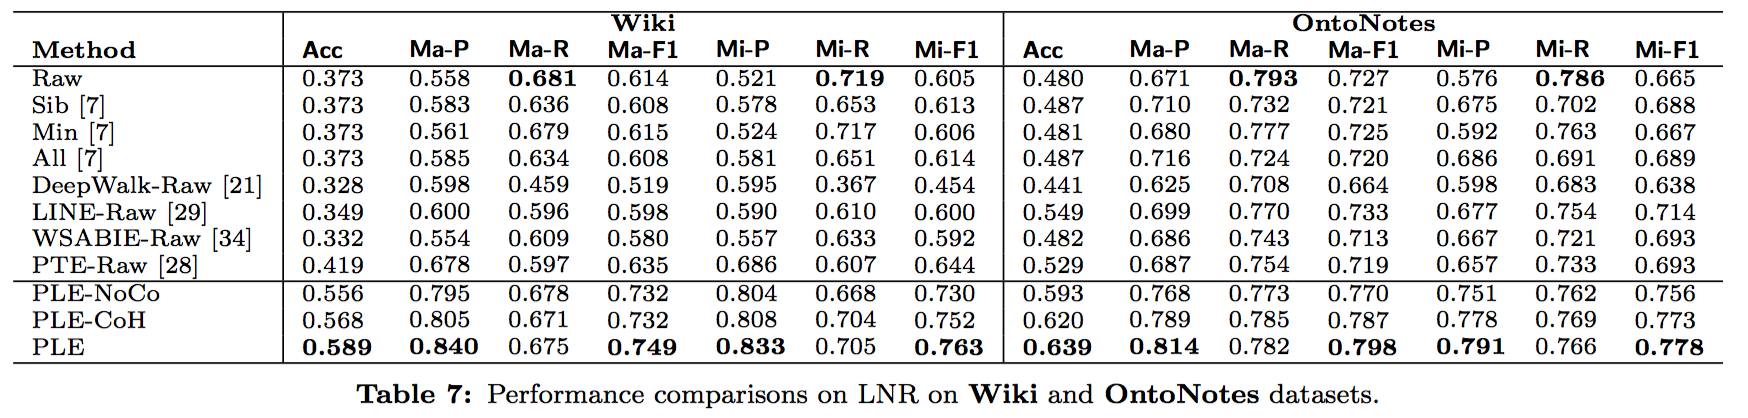 Wiki OntoNotes
Method Acc Ma-P Ma-R Ma-F1 Mi-P Mi-R Mi-F1 Acc Ma-P Ma-R Ma-F1 Mi-P Mi-R Mi-F1
Raw 0.373 0.558 0.681 0.614 0.521 0.719 0.605 0.480 0.671 0.793 0.727 0.576 0.786 0.665
Sib [7] 0.373 0.583 0.636 0.608 0.578 0.653 0.613 0.487 0.710 0.732 0.721 0.675 0.702 0.688
Min [7] 0.373 0.561 0.679 0.615 0.524 0.717 0.606 0.481 0.680 0.777 0.725 0.592 0.763 0.667
All [7] 0.373 0.585 0.634 0.608 0.581 0.651 0.614 0.487 0.716 0.724 0.720 0.686 0.691 0.689
DeepWalk-Raw [21] 0.328 0.598 0.459 0.519 0.595 0.367 0.454 0.441 0.625 0.708 0.664 0.598 0.683 0.638
LINE-Raw [29] 0.349 0.600 0.596 0.598 0.590 0.610 0.600 0.549 0.699 0.770 0.733 0.677 0.754 0.714
WSABIE-Raw [34] 0.332 0.554 0.609 0.580 0.557 0.633 0.592 0.482 0.686 0.743 0.713 0.667 0.721 0.693
PTE-Raw [28] 0.419 0.678 0.597 0.635 0.686 0.607 0.644 0.529 0.687 0.754 0.719 0.657 0.733 0.693
PLE-NoCo 0.556 0.795 0.678 0.732 0.804 0.668 0.730 0.593 0.768 0.773 0.770 0.751 0.762 0.756
PLE-CoH 0.568 0.805 0.671 0.732 0.808 0.704 0.752 0.620 0.789 0.785 0.787 0.778 0.769 0.773
PLE 0.589 0.840 0.675 0.749 0.833 0.705 0.763 0.639 0.814 0.782 0.798 0.791 0.766 0.778
Table 7: Performance comparisons on LNR on Wiki and OntoNotes datasets.